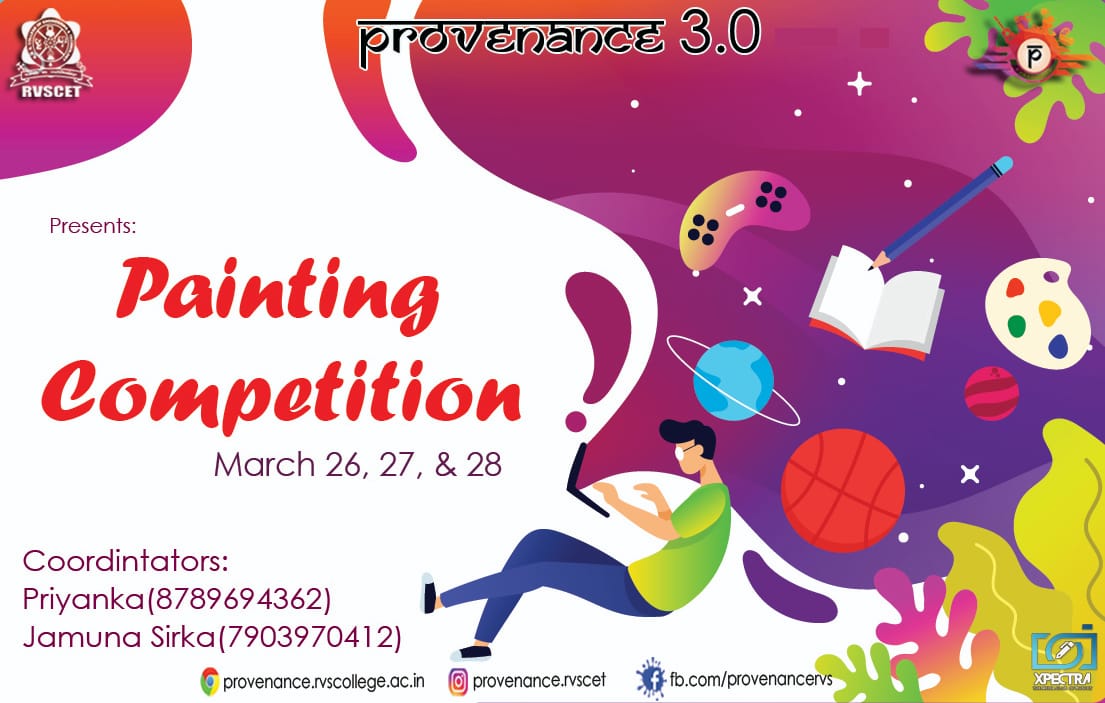 provenance 3.0
RVSCET
Presents:
Painting
Competition
March 26, 27, & 28
Coordintators:
Priyanka(8789694362)
Jamuna Sirka(7903970412)
provenance.rvscollege.ac.in provenance.rvscet fb.com/provenancervs
XPECTRA